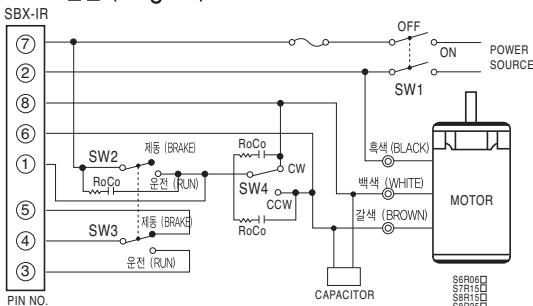 SBX-IR
OFF
⑦
ON
POWER
SOURCE
②
SW1
⑧
⑥
RoCo
제동 (BRAKE)
흑색 (BLACK)
SW2
①
CW
RoCo
운전 (RUN)
SW4
백색 (WHITE)
MOTOR
CCW
⑤
제동 (BRAKE)
갈색 (BROWN)
④
SW3
RoCo
③
운전 (RUN)
CAPACITOR
PIN NO.
S6R06□
S7R15□
S8R15□